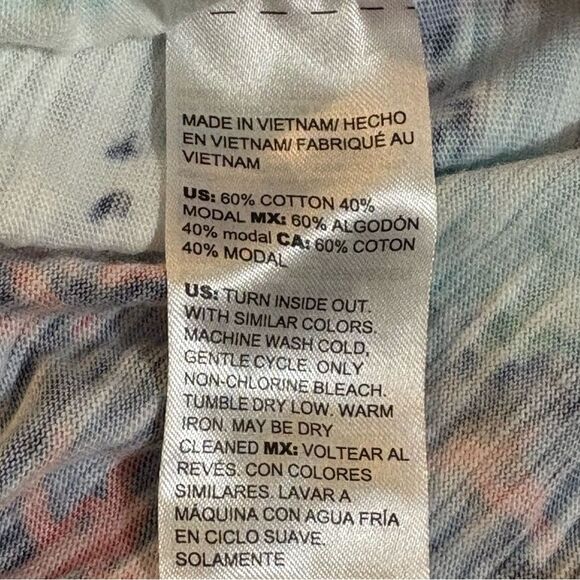 MADE IN VIETNAM/ HECHO
EN VIETNAM/ FABRIQUÉ AU
VIETNAM
US: 60% COTTON 40%
MODAL MX: 60% ALGODÓN
40% modal CA: 60% COTON
40% MODAL
US: TURN INSIDE OUT.
WITH SIMILAR COLORS.
MACHINE WASH COLD,
GENTLE CYCLE. ONLY
NON-CHLORINE BLEACH.
TUMBLE DRY LOW. WARM
IRON. MAY BE DRY
CLEANED MX: VOLTEAR AL
REVÉS. CON COLORES
SIMILARES. LAVAR A
MÁQUINA CON AGUA FRÍA
EN CICLO SUAVE.
SOLAMENTE